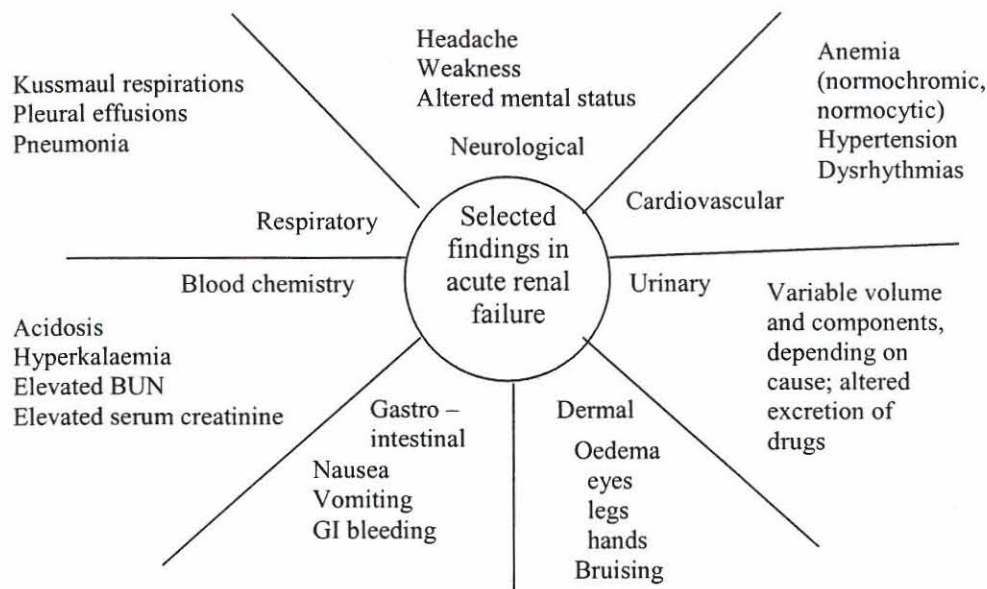 Headache
Weakness
Altered mental status
Neurological
Kussmaul respirations
Pleural effusions
Pneumonia
Respiratory
Anemia
(normochromic,
normocytic)
Hypertension
Dysrhythmias
Cardiovascular
Selected
findings in
acute renal
failure
Blood chemistry
Acidosis
Hyperkalaemia
Elevated BUN
Elevated serum creatinine
Urinary
Variable volume
and components,
depending on
cause; altered
excretion of
drugs
Gastro –
intestinal
Nausea
Vomiting
GI bleeding
Dermal
Oedema
eyes
legs
hands
Bruising